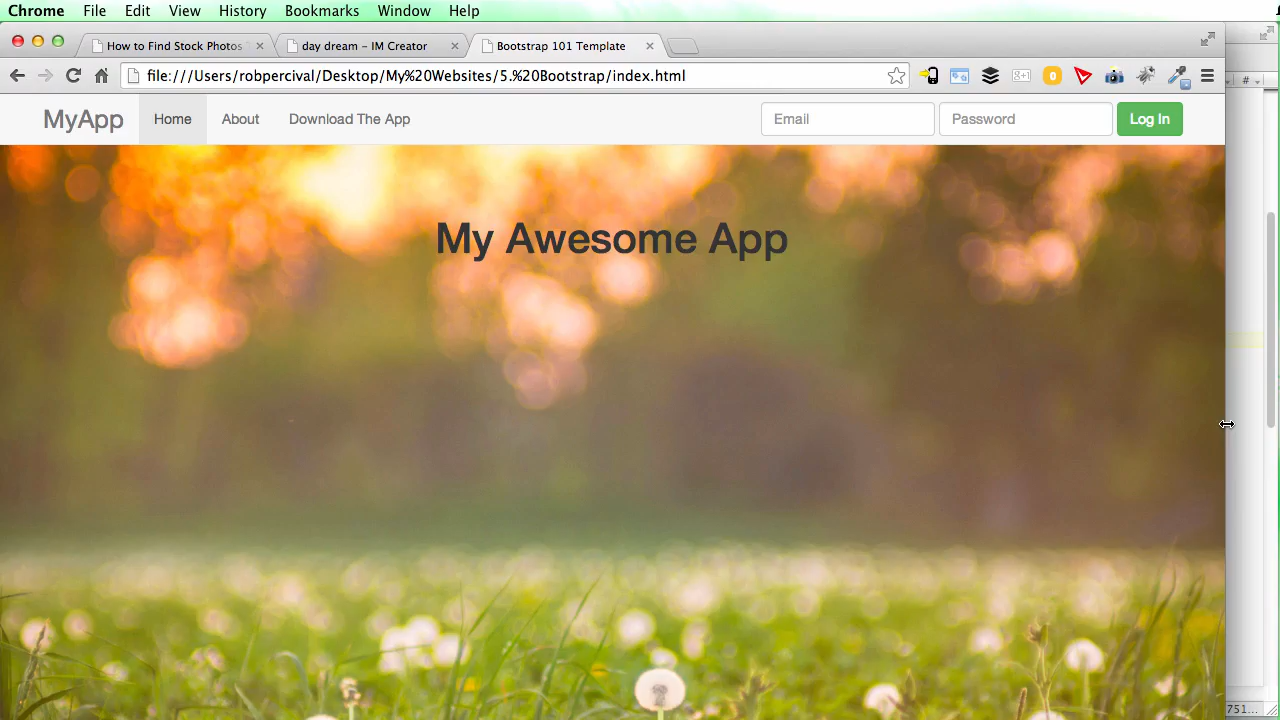 Chrome File Edit View History Bookmarks Window Help
How to Find Stock Photos day dream – IM Creator Bootstrap 101 Template
file:///Users/robpercival/Desktop/My%20Websites/5.%20Bootstrap/index.html
MyApp Home About Download The App Email Password Log In
My Awesome App
751...